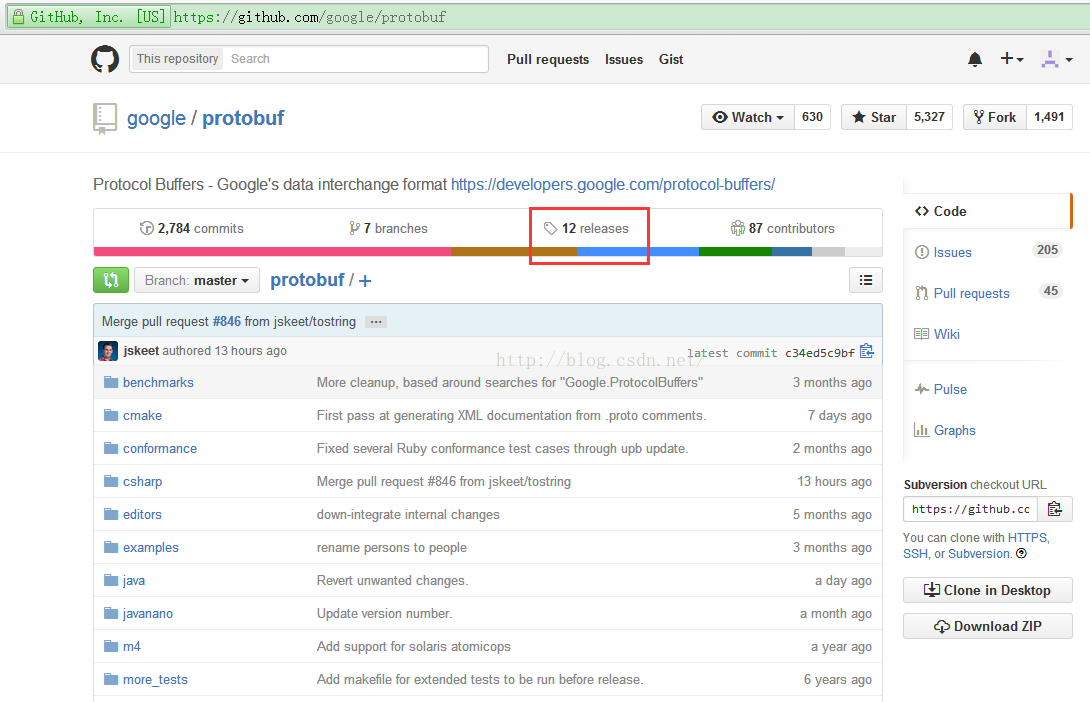 GitHub, Inc. [US] https://github.com/google/protobuf
This repository Search Pull requests Issues Gist
google / protobuf Watch 630 Star 5,327 Fork 1,491
Protocol Buffers - Google's data interchange format https://developers.google.com/protocol-buffers/
2,784 commits 7 branches 12 releases 87 contributors
Branch: master protobuf / +
Merge pull request #846 from jskeet/tostring ...
jskeet authored 13 hours ago latest commit c34ed5c9bf
http://blog.csdn.net/
benchmarks More cleanup, based around searches for "Google.ProtocolBuffers" 3 months ago
cmake First pass at generating XML documentation from .proto comments. 7 days ago
conformance Fixed several Ruby conformance test cases through upb update. 2 months ago
csharp Merge pull request #846 from jskeet/tostring 13 hours ago
editors down-integrate internal changes 5 months ago
examples rename persons to people 3 months ago
java Revert unwanted changes. a day ago
javanano Update version number. a month ago
m4 Add support for solaris atomicops a year ago
more_tests Add makefile for extended tests to be run before release. 6 years ago
Code
Issues 205
Pull requests 45
Wiki
Pulse
Graphs
Subversion checkout URL
https://github.cc
You can clone with HTTPS,
SSH, or Subversion.
Clone in Desktop
Download ZIP